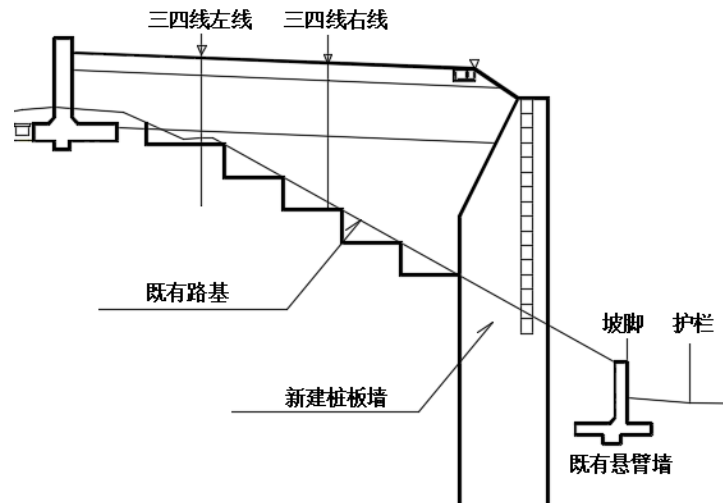 三四线左线
三四线右线
既有路基
坡脚
护栏
新建桩板墙
既有悬臂墙